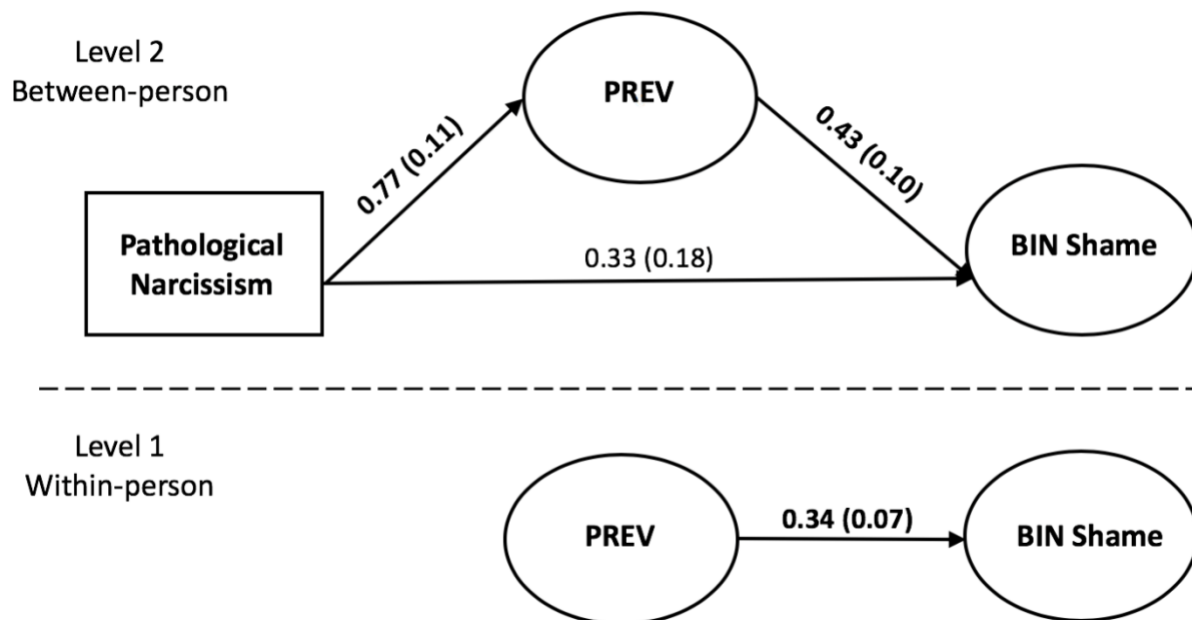 Level 2
Between-person
PREV
0.77 (0.11)
0.43 (0.10)
Pathological
Narcissism
0.33 (0.18)
BIN Shame
Level 1
Within-person
PREV
0.34 (0.07)
BIN Shame